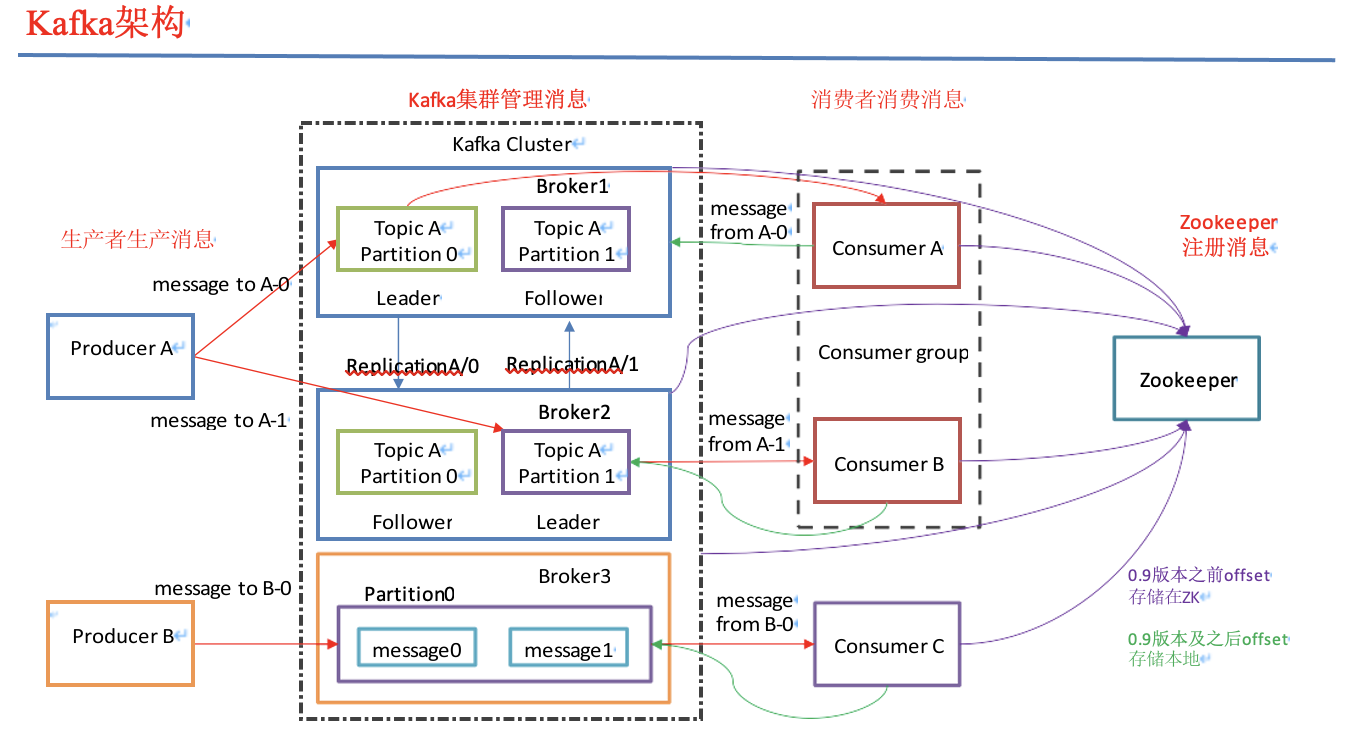 Kafka架构
Kafka集群管理消息
消费者消费消息
Kafka Cluster
Broker1
Topic A
Partition 0
Topic A
Partition 1
Leader
Follower
生产者生产消息
message to A-0
Producer A
message to A-1
ReplicationA/0
ReplicationA/1
Broker2
Topic A
Partition 0
Topic A
Partition 1
Follower
Leader
message to B-0
Producer B
Broker3
Partition0
message0
message1
message
from A-0
Consumer A
Consumer group
message
from A-1
Consumer B
message
from B-0
Consumer C
Zookeeper
注册消息
Zookeeper
0.9版本之前offset
存储在ZK
0.9版本及之后offset
存储本地